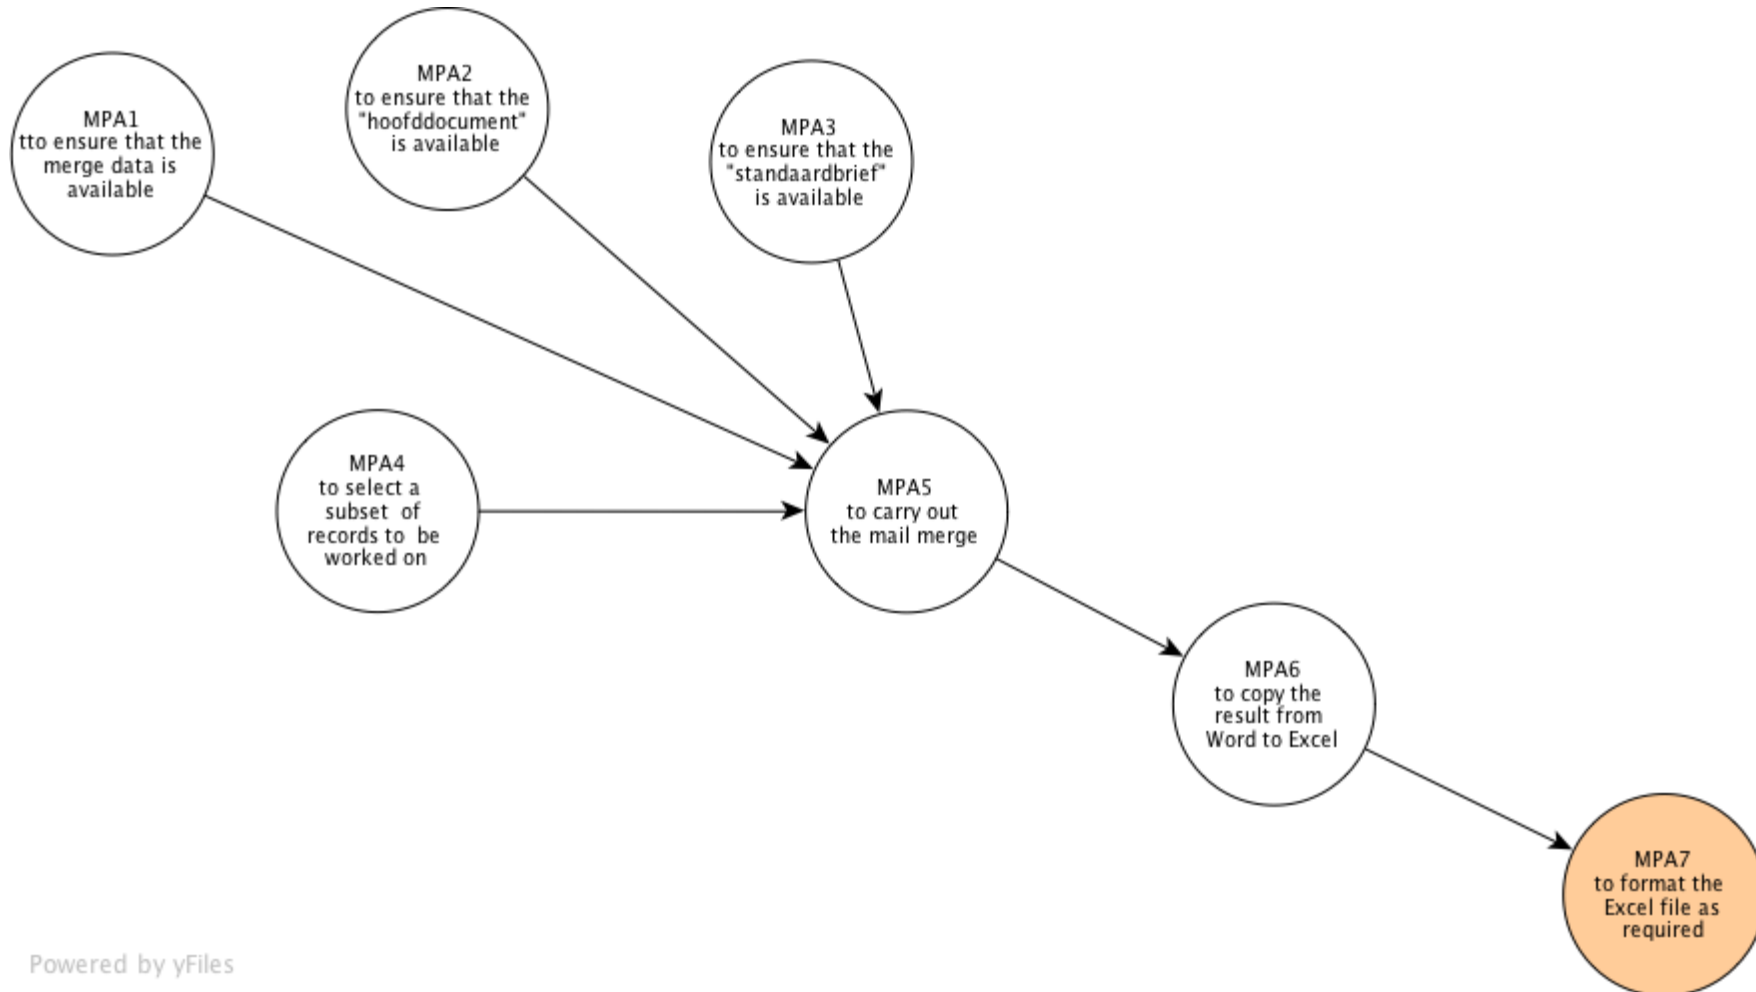 MPA1
tto ensure that the
merge data is
available
MPA2
to ensure that the
"hoofddocument"
is available
MPA3
to ensure that the
"standaardbrief"
is available
MPA4
to select a
subset of
records to be
worked on
MPA5
to carry out
the mail merge
MPA6
to copy the
result from
Word to Excel
MPA7
to format the
Excel file as
required
Powered by yFiles